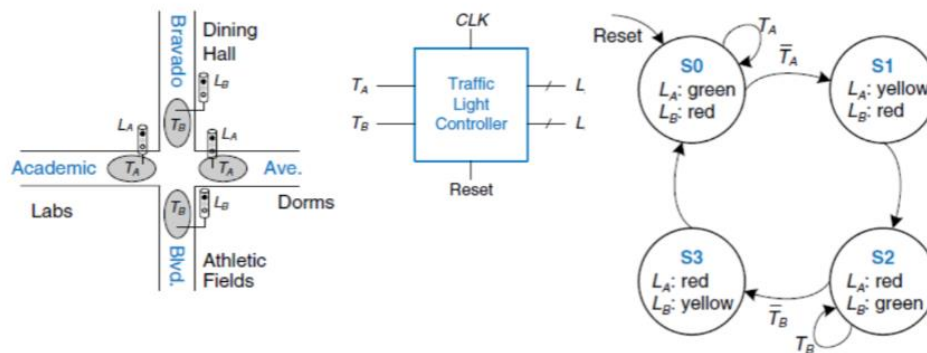 Bravado
Dining
Hall
L_B
L_A
T_B
L_A
Academic
T_A
T_A
Ave.
Labs
T_B
L_B
Dorms
Blvd.
Athletic
Fields
CLK
T_A
T_B
Traffic
Light
Controller
L
L
Reset
Reset
T_A
S0
L_A: green
L_B: red
T̅_A
S1
L_A: yellow
L_B: red
S3
L_A: red
L_B: yellow
T̅_B
S2
L_A: red
L_B: green
T_B